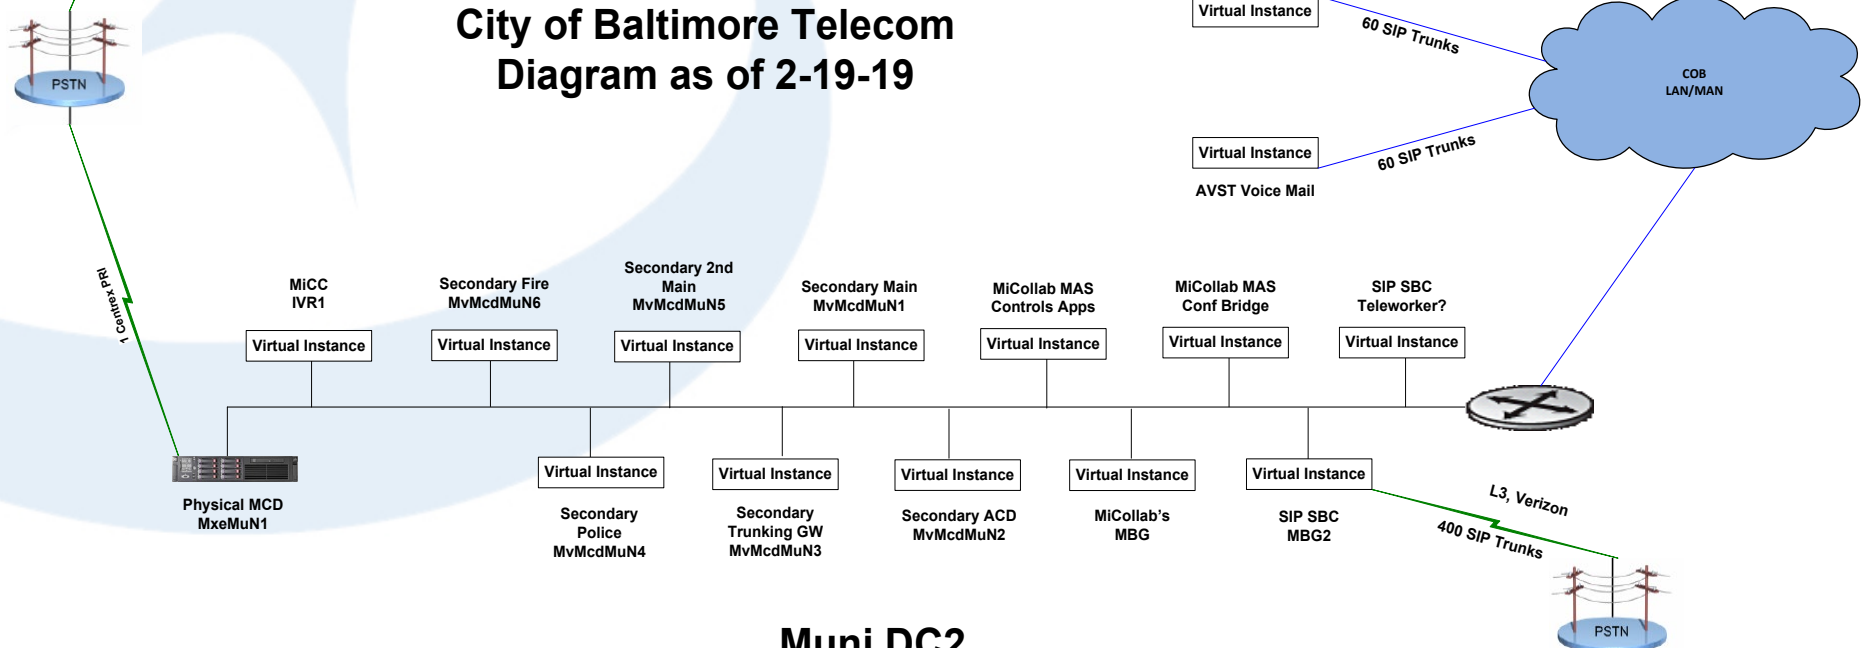 City of Baltimore Telecom
Diagram as of 2-19-19
PSTN
Virtual Instance
60 SIP Trunks
COB
LAN/MAN
Virtual Instance
60 SIP Trunks
AVST Voice Mail
1 Centrex PRI
MiCC
IVR1
Virtual Instance
Secondary Fire
MvMcdMuN6
Virtual Instance
Secondary 2nd
Main
MvMcdMuN5
Virtual Instance
Secondary Main
MvMcdMuN1
Virtual Instance
MiCollab MAS
Controls Apps
Virtual Instance
MiCollab MAS
Conf Bridge
Virtual Instance
SIP SBC
Teleworker?
Virtual Instance
Physical MCD
MxeMuN1
Virtual Instance
Secondary
Police
MvMcdMuN4
Virtual Instance
Secondary
Trunking GW
MvMcdMuN3
Virtual Instance
Secondary ACD
MvMcdMuN2
Virtual Instance
MiCollab's
MBG
Virtual Instance
SIP SBC
MBG2
L3, Verizon
400 SIP Trunks
PSTN
Muni DC2